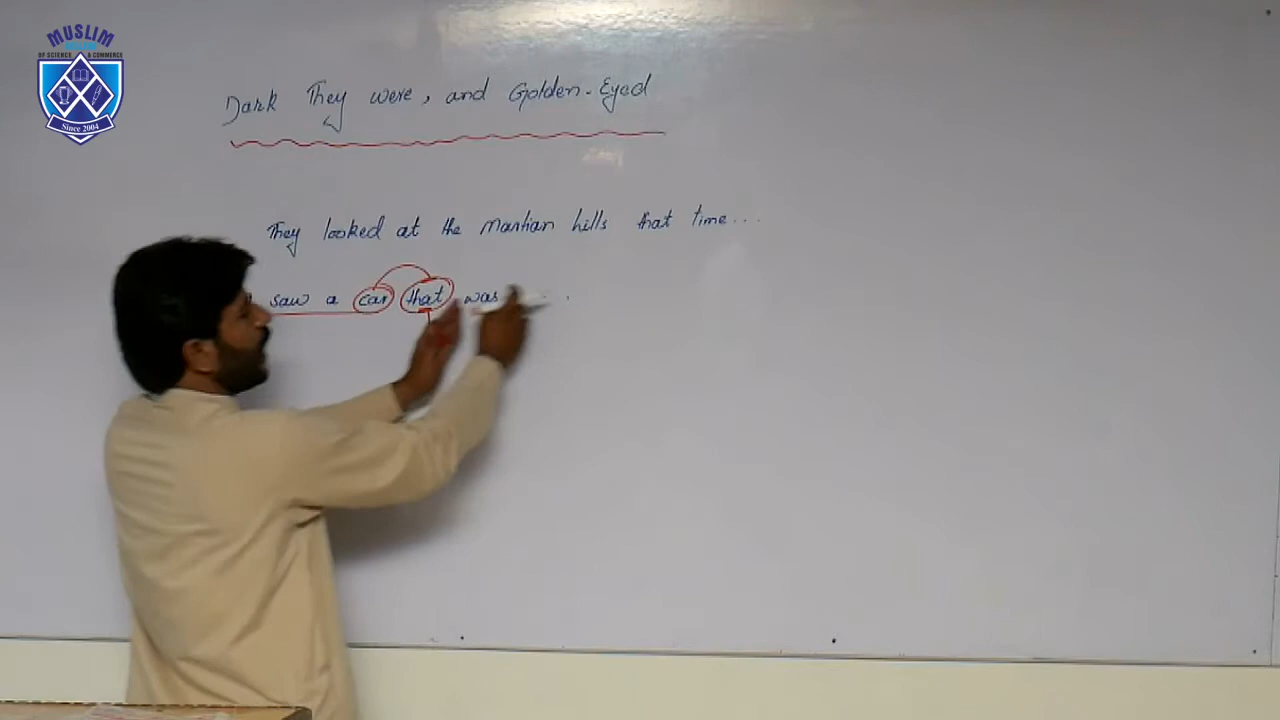 MUSLIM
OF SCIENCE & COMMERCE
Since 2004
Dark They were, and Golden-Eyed
They looked at the Martian hills that time...
saw a car that was